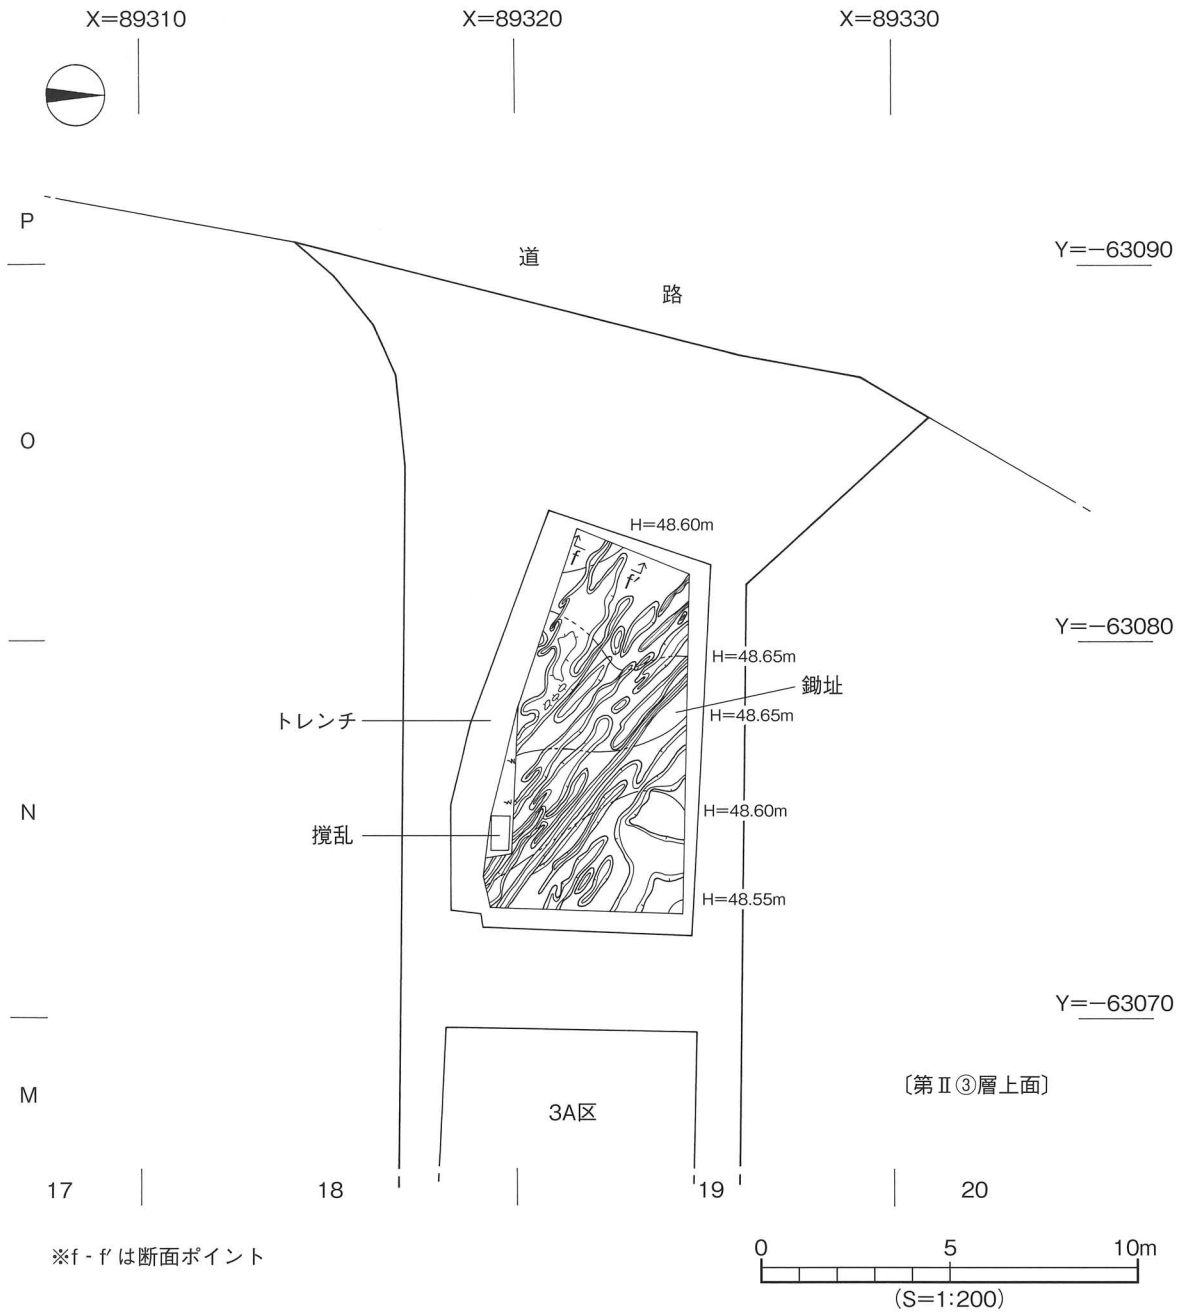 X=89310
X=89320
X=89330
P
道
路
Y=−63090
O
H=48.60m
f
f′
Y=−63080
H=48.65m
鋤址
トレンチ
H=48.65m
N
H=48.60m
撹乱
H=48.55m
Y=−63070
M
〔第Ⅱ③層上面〕
3A区
17
18
19
20
※f - f′は断面ポイント
0 5 10m
(S=1:200)